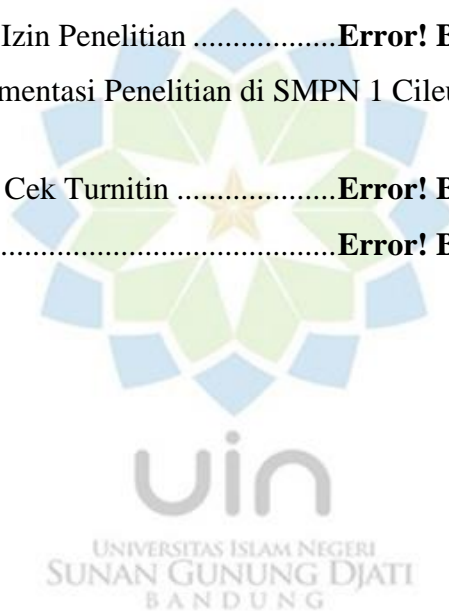 Izin Penelitian ..................Error! B
mentasi Penelitian di SMPN 1 Cileu
Cek Turnitin ....................Error! B
..........................................Error! B
uin
UNIVERSITAS ISLAM NEGERI
SUNAN GUNUNG DJATI
BANDUNG